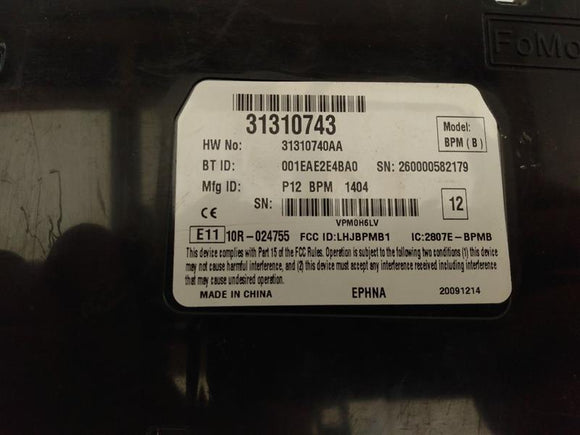 FoMo
31310743
Model:
BPM ( B )
HW No: 31310740AA
BT ID: 001EAE2E4BA0 SN: 260000582179
Mfg ID: P12 BPM 1404
SN:
VPM0H6LV
12
CE
E11 10R-024755 FCC ID:LHJBPMB1 IC:2807E-BPMB
This device complies with Part 15 of the FCC Rules. Operation is subject to the following two conditions (1) this device
may not cause harmful interference, and (2) this device must accept any interference received including interference
that may cause undesired operation.
MADE IN CHINA EPHNA 20091214